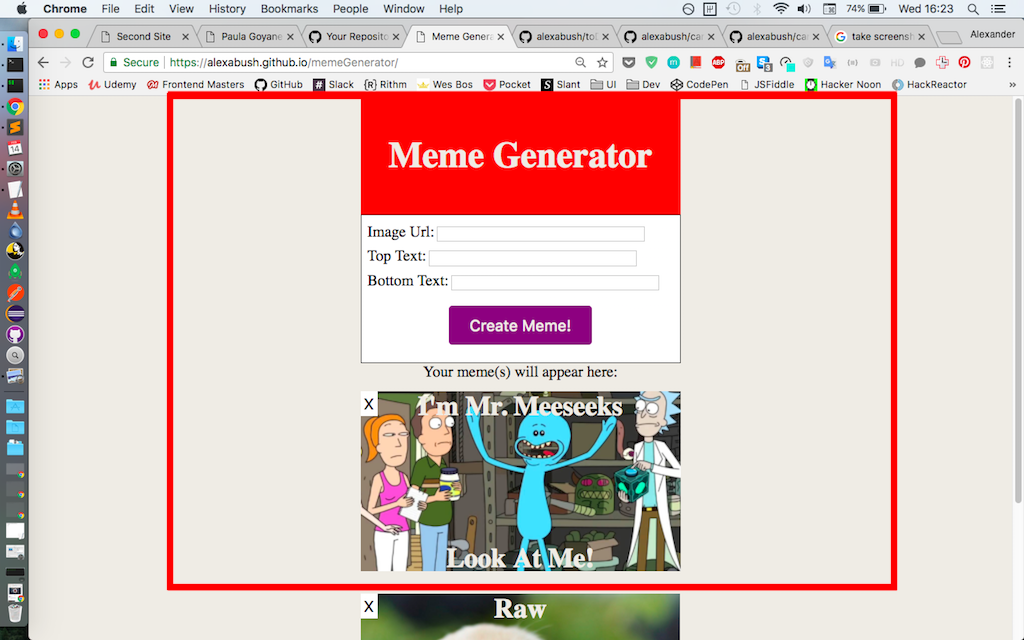 Chrome File Edit View History Bookmarks People Window Help 74% Wed 16:23
Second Site Paula Goyane Your Reposito Meme Genera alexabush/to alexabush/ca alexabush/ca take screensh Alexander
Secure https://alexabush.github.io/memeGenerator/
Apps Udemy Frontend Masters GitHub Slack Rithm Wes Bos Pocket Slant UI Dev CodePen JSFiddle Hacker Noon HackReactor »
Meme Generator
Image Url:
Top Text:
Bottom Text:
Create Meme!
Your meme(s) will appear here:
X
I'm Mr. Meeseeks
Look At Me!
X
Raw